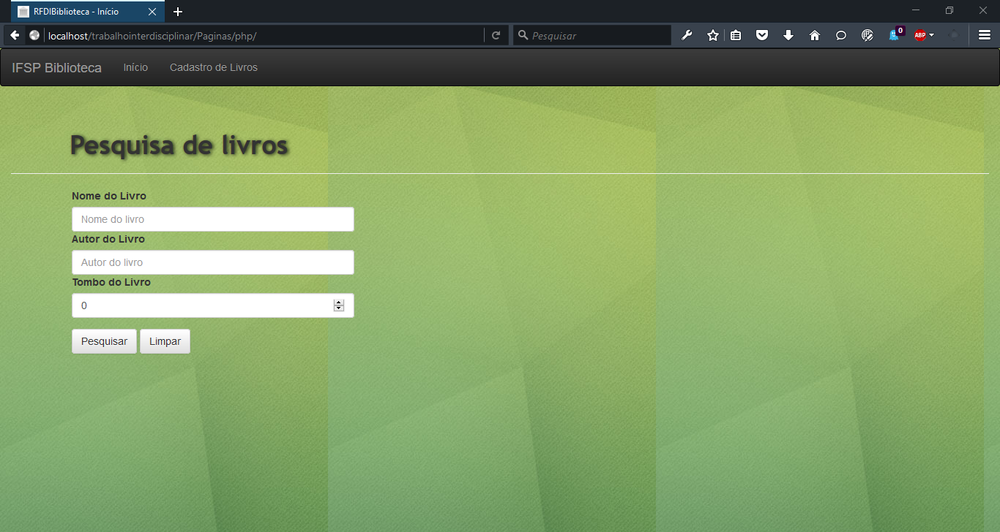 RFDIBiblioteca - Início
localhost/trabalhointerdisciplinar/Paginas/php/
Pesquisar
0
ABP
IFSP Biblioteca Início Cadastro de Livros
Pesquisa de livros
Nome do Livro
Nome do livro
Autor do Livro
Autor do livro
Tombo do Livro
0
Pesquisar Limpar